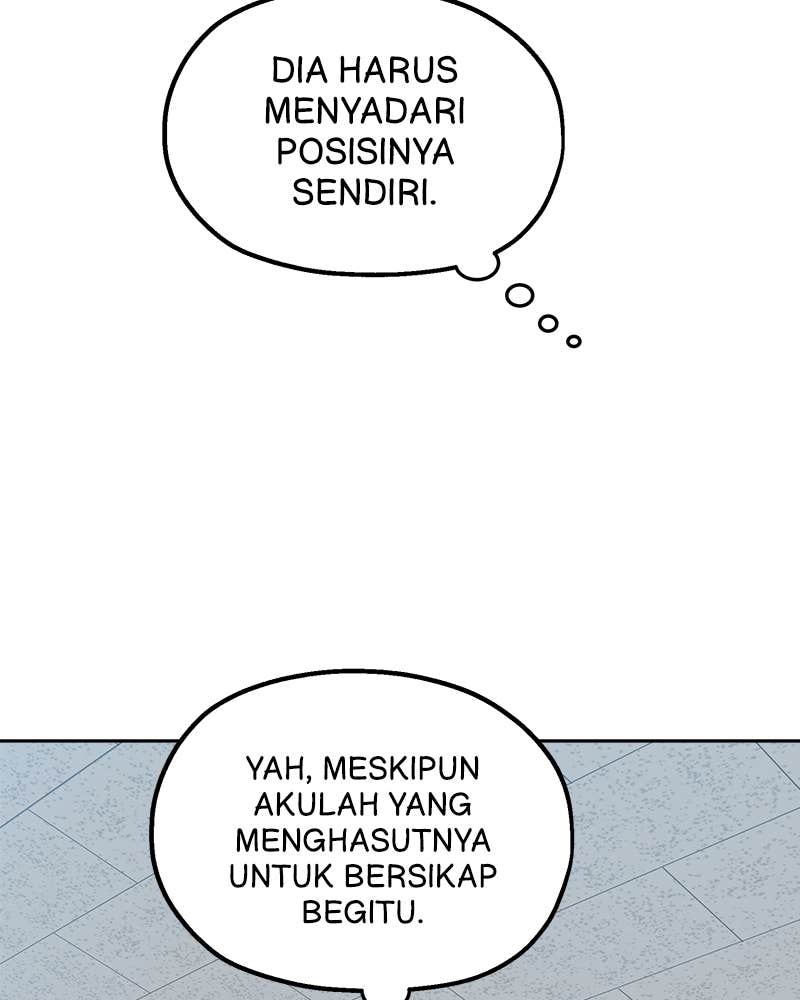 DIA HARUS
MENYADARI
POSISINYA
SENDIRI.
YAH, MESKIPUN
AKULAH YANG
MENGHASUTNYA
UNTUK BERSIKAP
BEGITU.